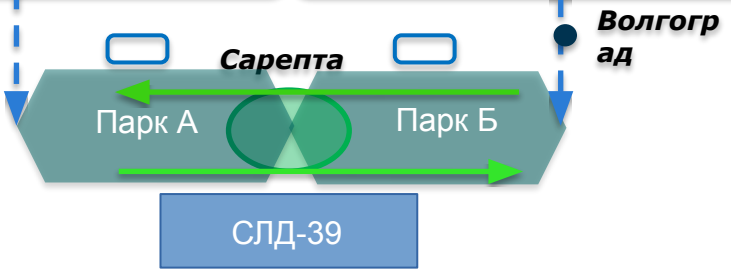 Волгогр
ад
Сарепта
Парк А
Парк Б
СЛД-39